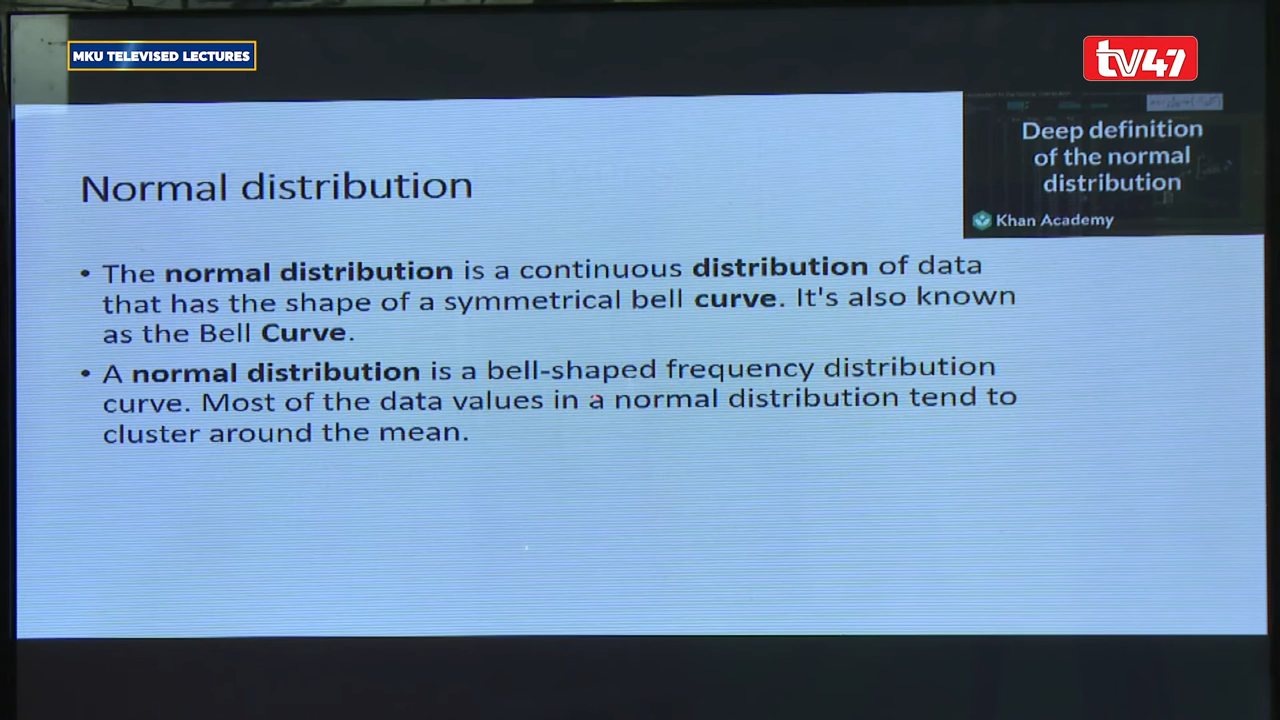 MKU TELEVISED LECTURES
tv47
Deep definition
of the normal
distribution
Khan Academy
Normal distribution
• The normal distribution is a continuous distribution of data
that has the shape of a symmetrical bell curve. It's also known
as the Bell Curve.
• A normal distribution is a bell-shaped frequency distribution
curve. Most of the data values in a normal distribution tend to
cluster around the mean.